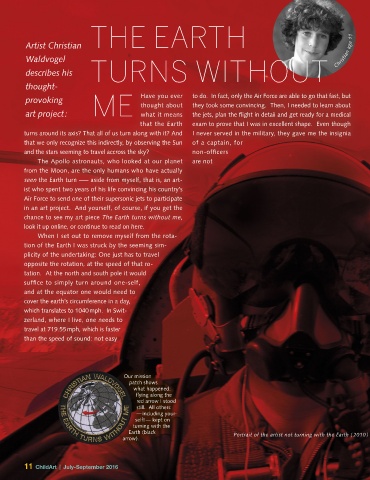 THE EARTH
TURNS WITHOUT
ME
Artist Christian
Waldvogel
describes his
thought-
provoking
art project:
Christian, age 11
Have you ever
thought about
what it means
that the Earth
turns around its axis? That all of us turn along with it? And
that we only recognize this indirectly, by observing the Sun
and the stars seeming to travel accross the sky?
The Apollo astronauts, who looked at our planet
from the Moon, are the only humans who have actually
seen the Earth turn — aside from myself, that is, an art-
ist who spent two years of his life convincing his country's
Air Force to send one of their supersonic jets to participate
in an art project. And yourself, of course, if you get the
chance to see my art piece The Earth turns without me,
look it up online, or continue to read on here.
When I set out to remove myself from the rota-
tion of the Earth I was struck by the seeming sim-
plicity of the undertaking: One just has to travel
opposite the rotation, at the speed of that ro-
tation. At the north and south pole it would
suffice to simply turn around one-self,
and at the equator one would need to
cover the earth's circumference in a day,
which translates to 1040mph. In Swit-
zerland, where I live, one needs to
travel at 719.55mph, which is faster
than the speed of sound: not easy
to do. In fact, only the Air Force are able to go that fast, but
they took some convincing. Then, I needed to learn about
the jets, plan the flight in detail and get ready for a medical
exam to prove that I was in excellent shape. Even though
I never served in the military, they gave me the insignia
of a captain, for
non-officers
are not
CHRISTIAN WALDVOGEL
THE EARTH TURNS WITHOUT ME
Our mission
patch shows
what happened:
flying along the
red arrow I stood
still. All others
—including your-
self!— kept on
turning with the
Earth (back
arrow).
Portrait of the artist not turning with the Earth (2010)
11 ChildArt | July-September 2016